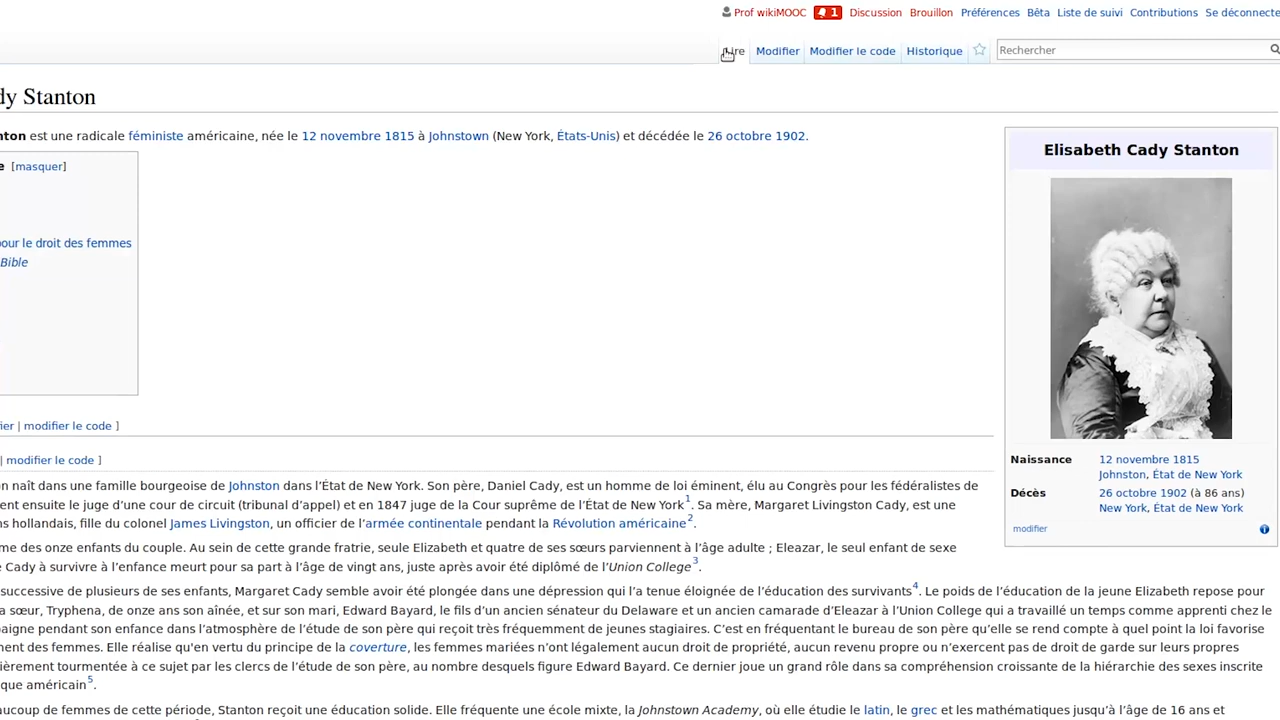 Prof wikiMOOC 1 Discussion Brouillon Préférences Bêta Liste de suivi Contributions Se déconnecte
Lire Modifier Modifier le code Historique Rechercher
dy Stanton
nton est une radicale féministe américaine, née le 12 novembre 1815 à Johnstown (New York, États-Unis) et décédée le 26 octobre 1902.
e [masquer]
our le droit des femmes
Bible
Elisabeth Cady Stanton
Naissance 12 novembre 1815
Johnston, État de New York
Décès 26 octobre 1902 (à 86 ans)
New York, État de New York
modifier
ier | modifier le code ]
| modifier le code ]
n naît dans une famille bourgeoise de Johnston dans l’État de New York. Son père, Daniel Cady, est un homme de loi éminent, élu au Congrès pour les fédéralistes de
ent ensuite le juge d’une cour de circuit (tribunal d’appel) et en 1847 juge de la Cour suprême de l’État de New York1. Sa mère, Margaret Livingston Cady, est une
ns hollandais, fille du colonel James Livingston, un officier de l’armée continentale pendant la Révolution américaine2.
me des onze enfants du couple. Au sein de cette grande fratrie, seule Elizabeth et quatre de ses sœurs parviennent à l’âge adulte ; Eleazar, le seul enfant de sexe
e Cady à survivre à l’enfance meurt pour sa part à l’âge de vingt ans, juste après avoir été diplômé de l’Union College3.
successive de plusieurs de ses enfants, Margaret Cady semble avoir été plongée dans une dépression qui l’a tenue éloignée de l’éducation des survivants4. Le poids de l’éducation de la jeune Elizabeth repose pour
a sœur, Tryphena, de onze ans son aînée, et sur son mari, Edward Bayard, le fils d’un ancien sénateur du Delaware et un ancien camarade d’Eleazar à l’Union College qui a travaillé un temps comme apprenti chez le
aigne pendant son enfance dans l’atmosphère de l’étude de son père qui reçoit très fréquemment de jeunes stagiaires. C’est en fréquentant le bureau de son père qu’elle se rend compte à quel point la loi favorise
ment des femmes. Elle réalise qu'en vertu du principe de la coverture, les femmes mariées n’ont légalement aucun droit de propriété, aucun revenu propre ou n’exercent pas de droit de garde sur leurs propres
ièrement tourmentée à ce sujet par les clercs de l’étude de son père, au nombre desquels figure Edward Bayard. Ce dernier joue un grand rôle dans sa compréhension croissante de la hiérarchie des sexes inscrite
que américain5.
aucoup de femmes de cette période, Stanton reçoit une éducation solide. Elle fréquente une école mixte, la Johnstown Academy, où elle étudie le latin, le grec et les mathématiques jusqu’à l’âge de 16 ans et